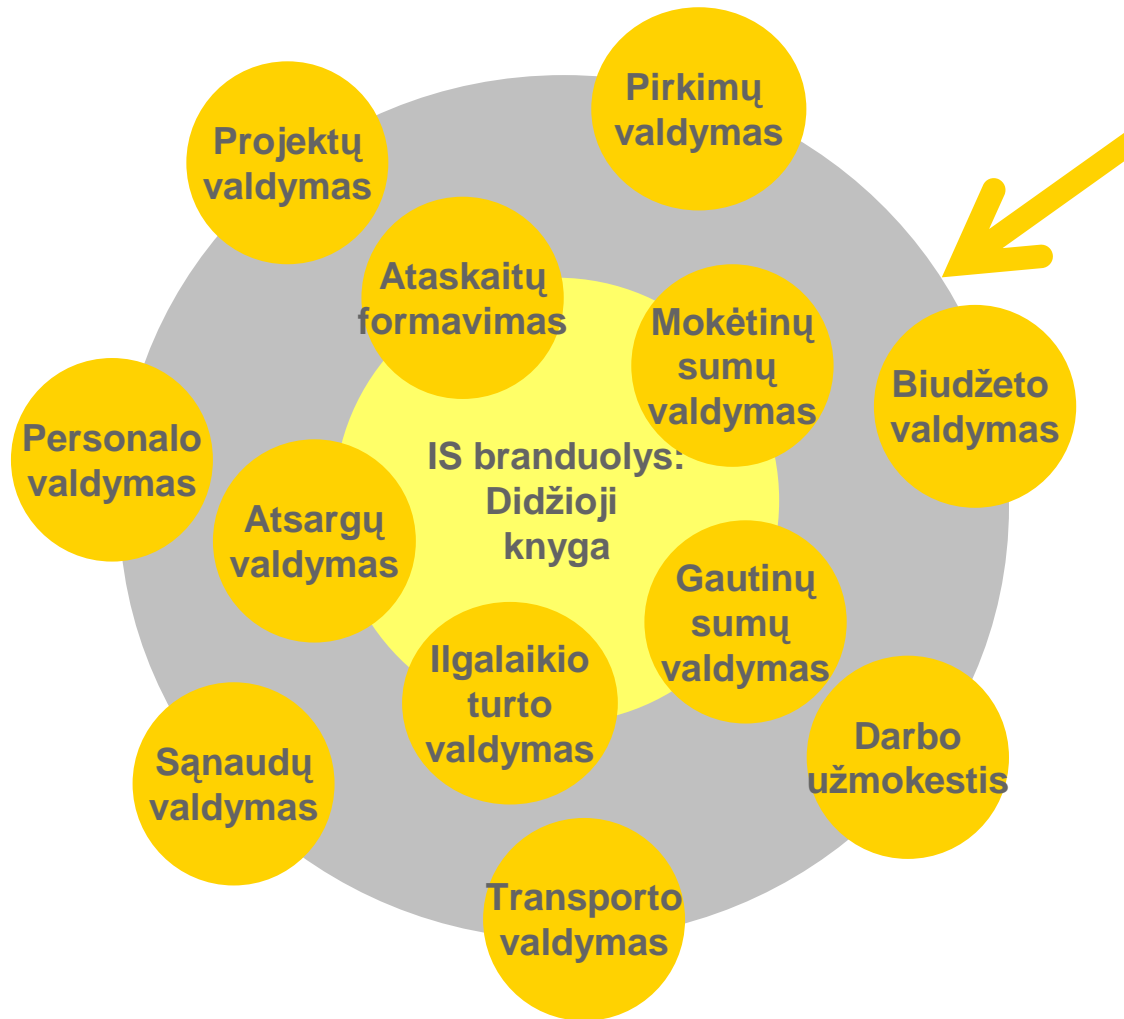 Pirkimų
valdymas
Projektų
valdymas
Ataskaitų
formavimas
Mokėtinų
sumų
valdymas
Biudžeto
valdymas
Personalo
valdymas
IS branduolys:
Didžioji
knyga
Atsargų
valdymas
Gautinų
sumų
valdymas
Ilgalaikio
turto
valdymas
Darbo
užmokestis
Sąnaudų
valdymas
Transporto
valdymas